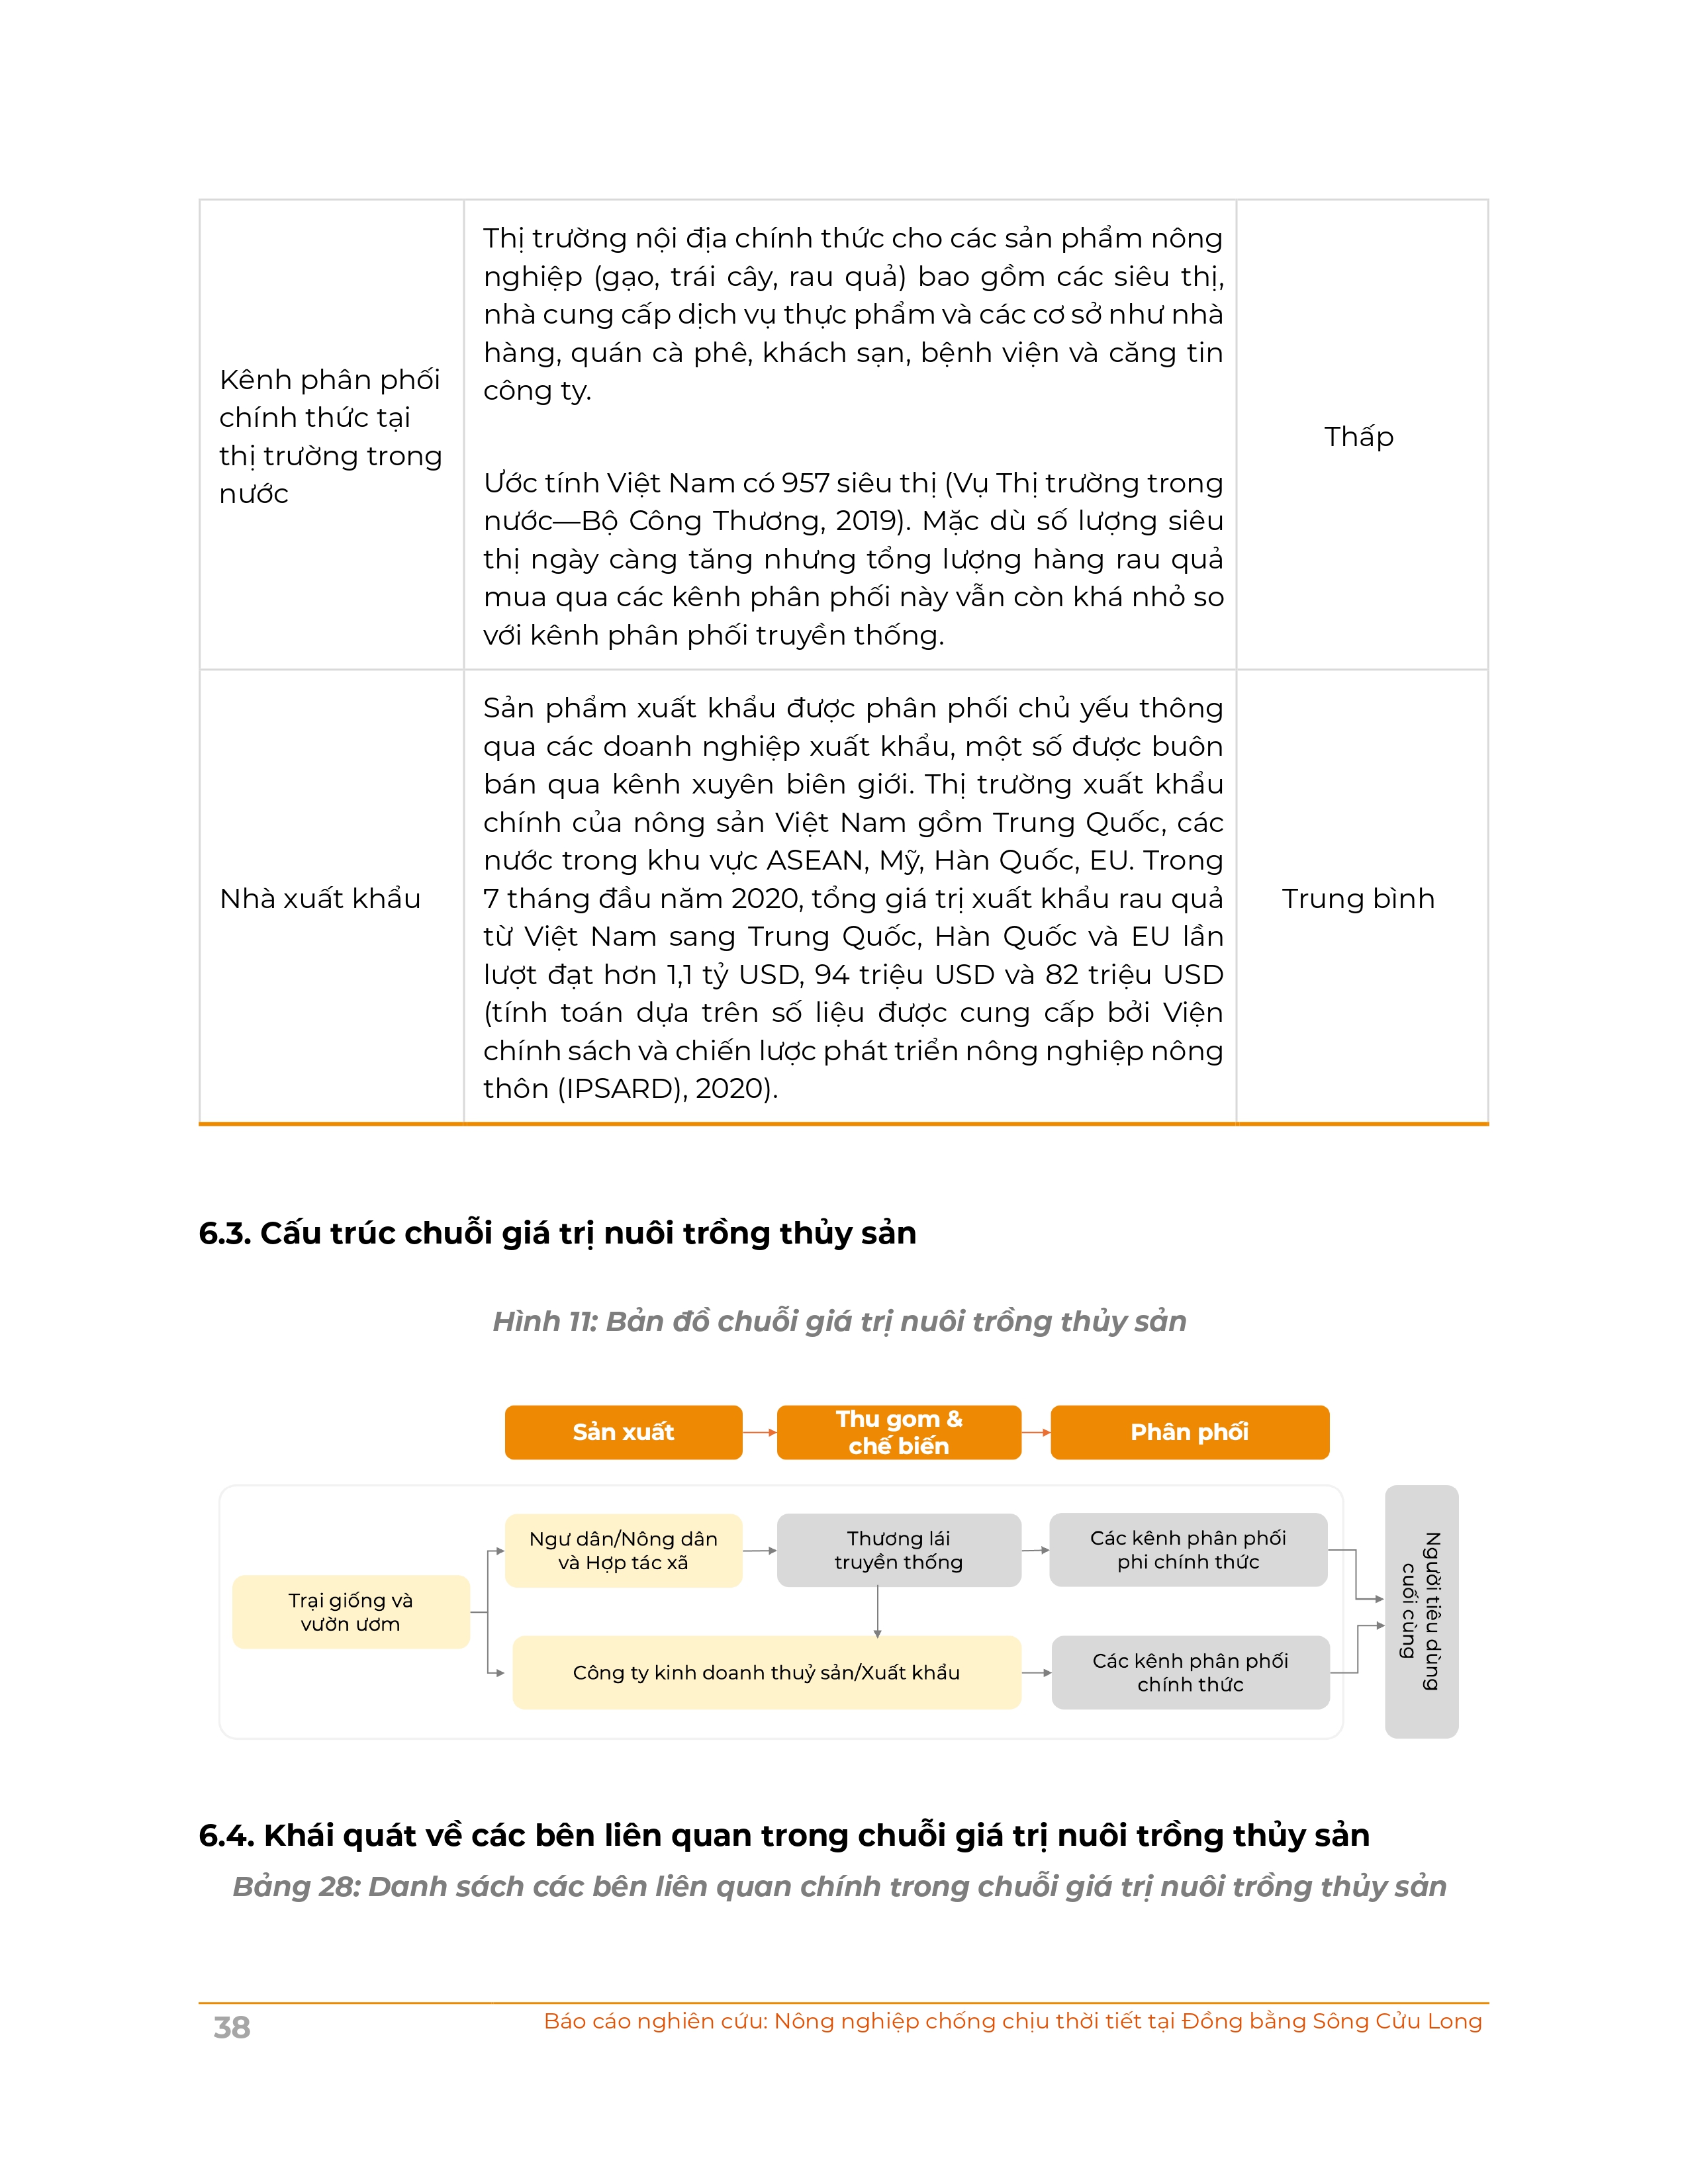 Kênh phân phối
chính thức tại
thị trường trong
nước
Thị trường nội địa chính thức cho các sản phẩm nông
nghiệp (gạo, trái cây, rau quả) bao gồm các siêu thị,
nhà cung cấp dịch vụ thực phẩm và các cơ sở như nhà
hàng, quán cà phê, khách sạn, bệnh viện và căng tin
công ty.
Ước tính Việt Nam có 957 siêu thị (Vụ Thị trường trong
nước—Bộ Công Thương, 2019). Mặc dù số lượng siêu
thị ngày càng tăng nhưng tổng lượng hàng rau quả
mua qua các kênh phân phối này vẫn còn khá nhỏ so
với kênh phân phối truyền thống.
Thấp
Nhà xuất khẩu
Sản phẩm xuất khẩu được phân phối chủ yếu thông
qua các doanh nghiệp xuất khẩu, một số được buôn
bán qua kênh xuyên biên giới. Thị trường xuất khẩu
chính của nông sản Việt Nam gồm Trung Quốc, các
nước trong khu vực ASEAN, Mỹ, Hàn Quốc, EU. Trong
7 tháng đầu năm 2020, tổng giá trị xuất khẩu rau quả
từ Việt Nam sang Trung Quốc, Hàn Quốc và EU lần
lượt đạt hơn 1,1 tỷ USD, 94 triệu USD và 82 triệu USD
(tính toán dựa trên số liệu được cung cấp bởi Viện
chính sách và chiến lược phát triển nông nghiệp nông
thôn (IPSARD), 2020).
Trung bình
6.3. Cấu trúc chuỗi giá trị nuôi trồng thủy sản
Hình 11: Bản đồ chuỗi giá trị nuôi trồng thủy sản
Sản xuất
Thu gom &
chế biến
Phân phối
Trại giống và
vườn ươm
Ngư dân/Nông dân
và Hợp tác xã
Thương lái
truyền thống
Các kênh phân phối
phi chính thức
Công ty kinh doanh thuỷ sản/Xuất khẩu
Các kênh phân phối
chính thức
Người tiêu dùng
cuối cùng
6.4. Khái quát về các bên liên quan trong chuỗi giá trị nuôi trồng thủy sản
Bảng 28: Danh sách các bên liên quan chính trong chuỗi giá trị nuôi trồng thủy sản
38
Báo cáo nghiên cứu: Nông nghiệp chống chịu thời tiết tại Đồng bằng Sông Cửu Long